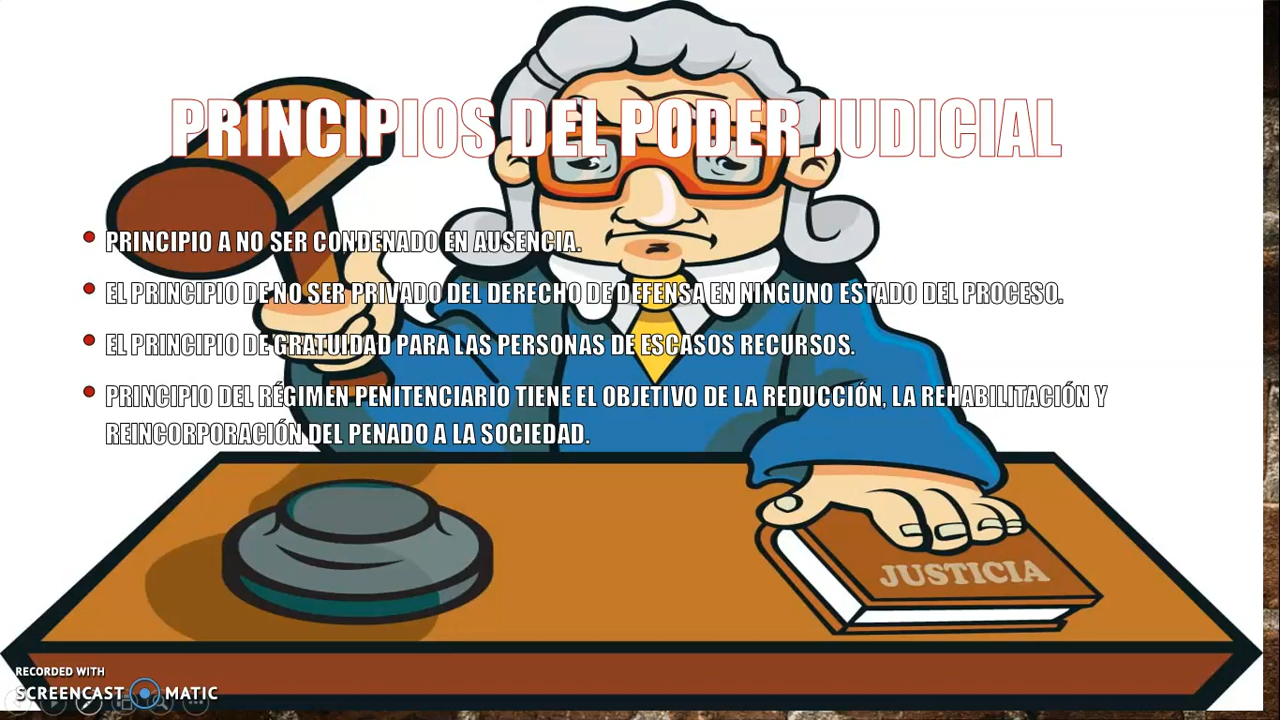 PRINCIPIOS DEL PODER JUDICIAL
PRINCIPIO A NO SER CONDENADO EN AUSENCIA.
EL PRINCIPIO DE NO SER PRIVADO DEL DERECHO DE DEFENSA EN NINGUNO ESTADO DEL PROCESO.
EL PRINCIPIO DE GRATUIDAD PARA LAS PERSONAS DE ESCASOS RECURSOS.
PRINCIPIO DEL RÉGIMEN PENITENCIARIO TIENE EL OBJETIVO DE LA REDUCCIÓN, LA REHABILITACIÓN Y
REINCORPORACIÓN DEL PENADO A LA SOCIEDAD.
JUSTICIA
RECORDED WITH
SCREENCAST MATIC